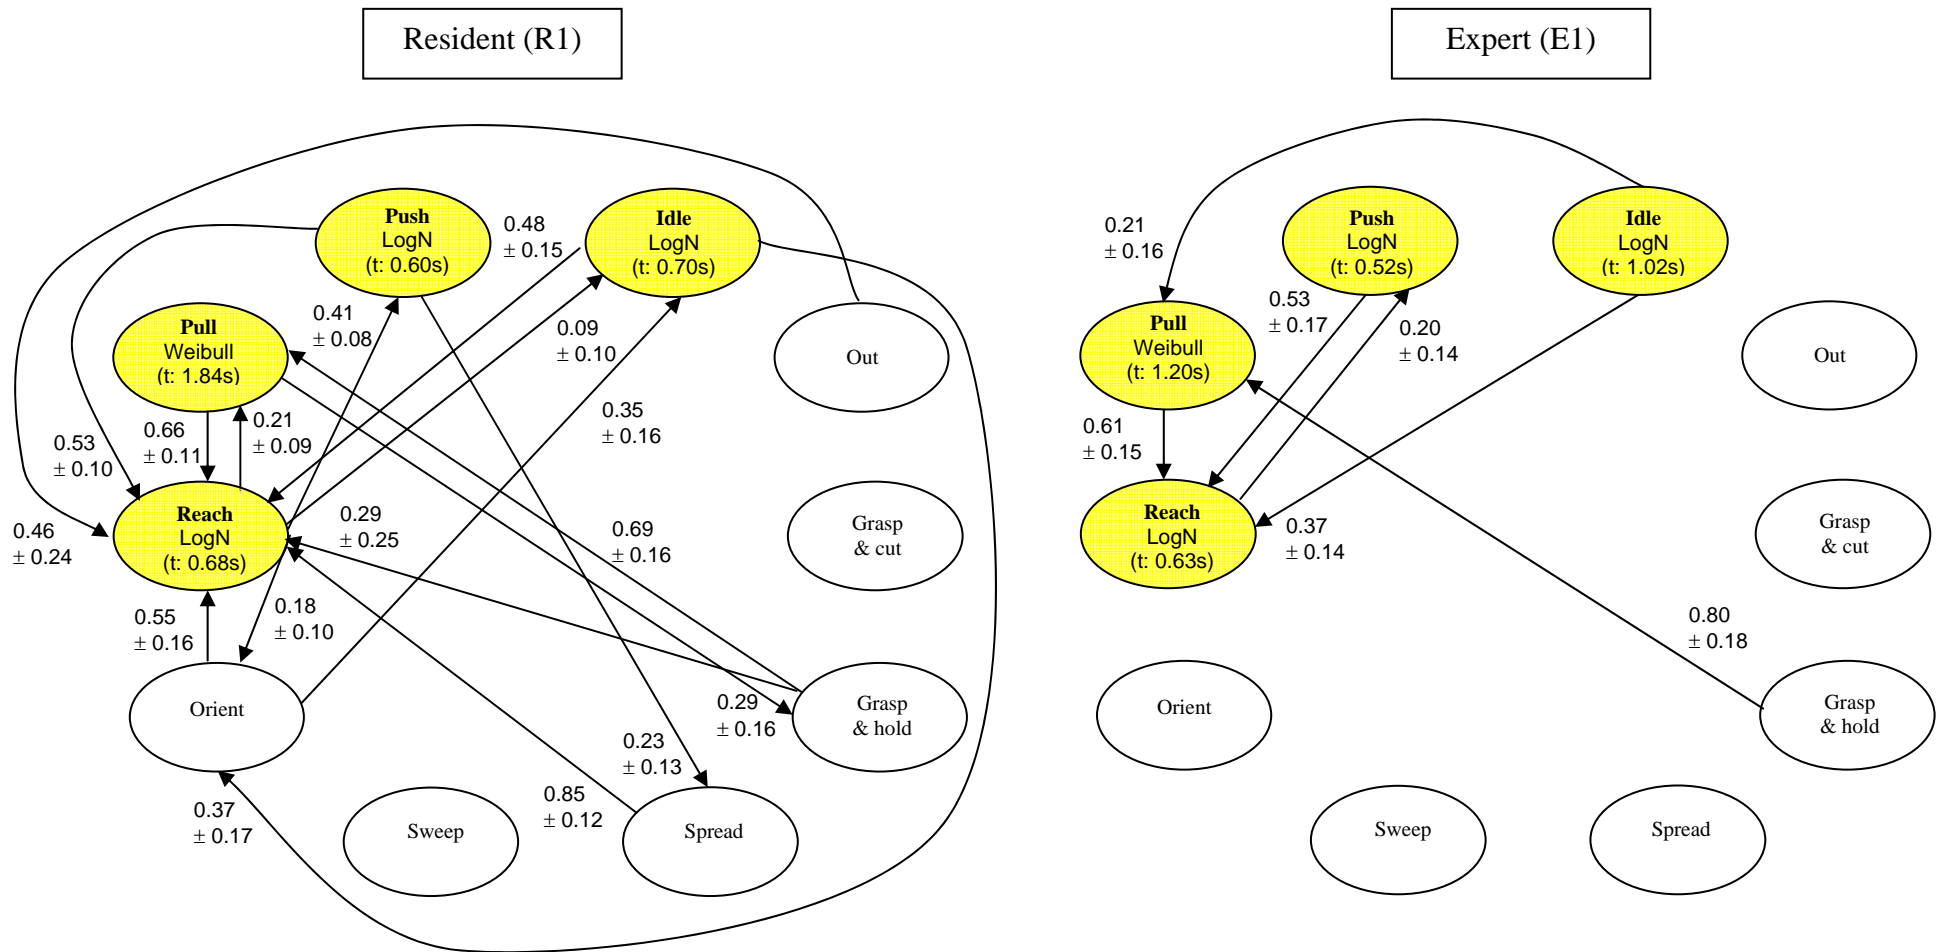 Resident (R1)
Push
LogN
(t: 0.60s)
0.48
± 0.15
Idle
LogN
(t: 0.70s)
Pull
Weibull
(t: 1.84s)
0.41
± 0.08
0.09
± 0.10
Out
0.35
± 0.16
0.53
± 0.10
0.66
± 0.11
0.21
± 0.09
Reach
LogN
(t: 0.68s)
0.46
± 0.24
0.29
± 0.25
0.69
± 0.16
Grasp
& cut
0.55
± 0.16
0.18
± 0.10
Orient
0.29
± 0.16
Grasp
& hold
0.23
± 0.13
0.37
± 0.17
Sweep
0.85
± 0.12
Spread
Expert (E1)
0.21
± 0.16
Push
LogN
(t: 0.52s)
Idle
LogN
(t: 1.02s)
Pull
Weibull
(t: 1.20s)
0.53
± 0.17
0.20
± 0.14
Out
0.61
± 0.15
Reach
LogN
(t: 0.63s)
0.37
± 0.14
Grasp
& cut
0.80
± 0.18
Orient
Grasp
& hold
Sweep
Spread